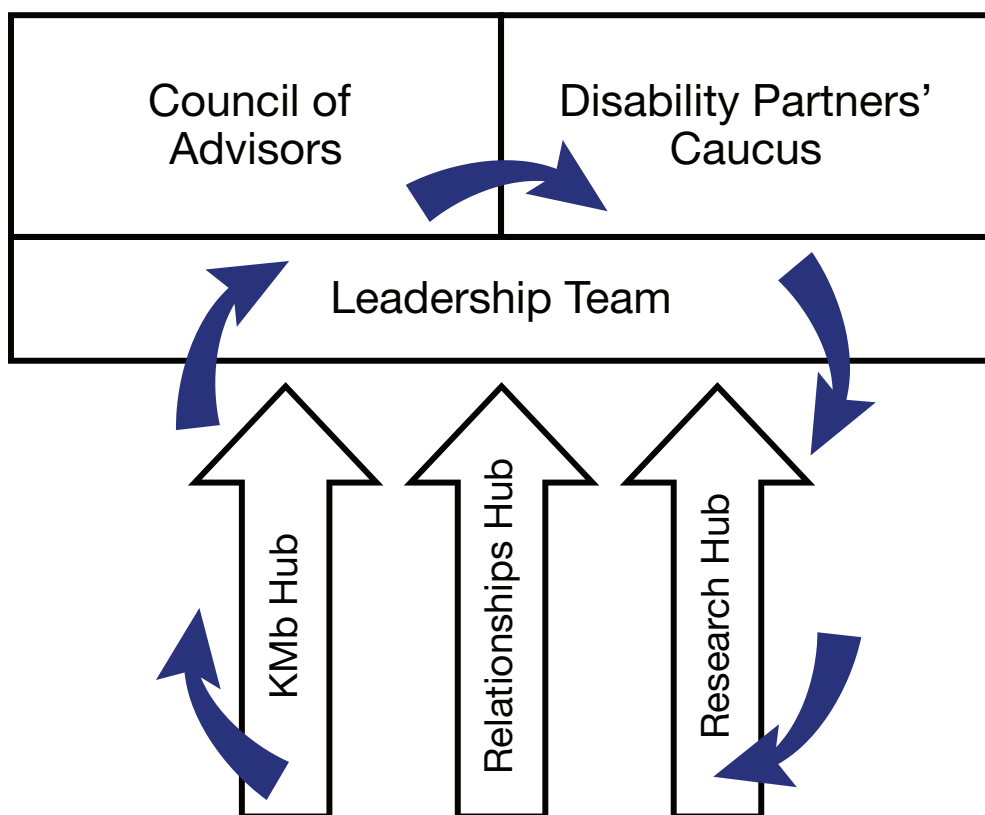 Council of
Advisors
Disability Partners’
Caucus
Leadership Team
KMb Hub
Relationships Hub
Research Hub